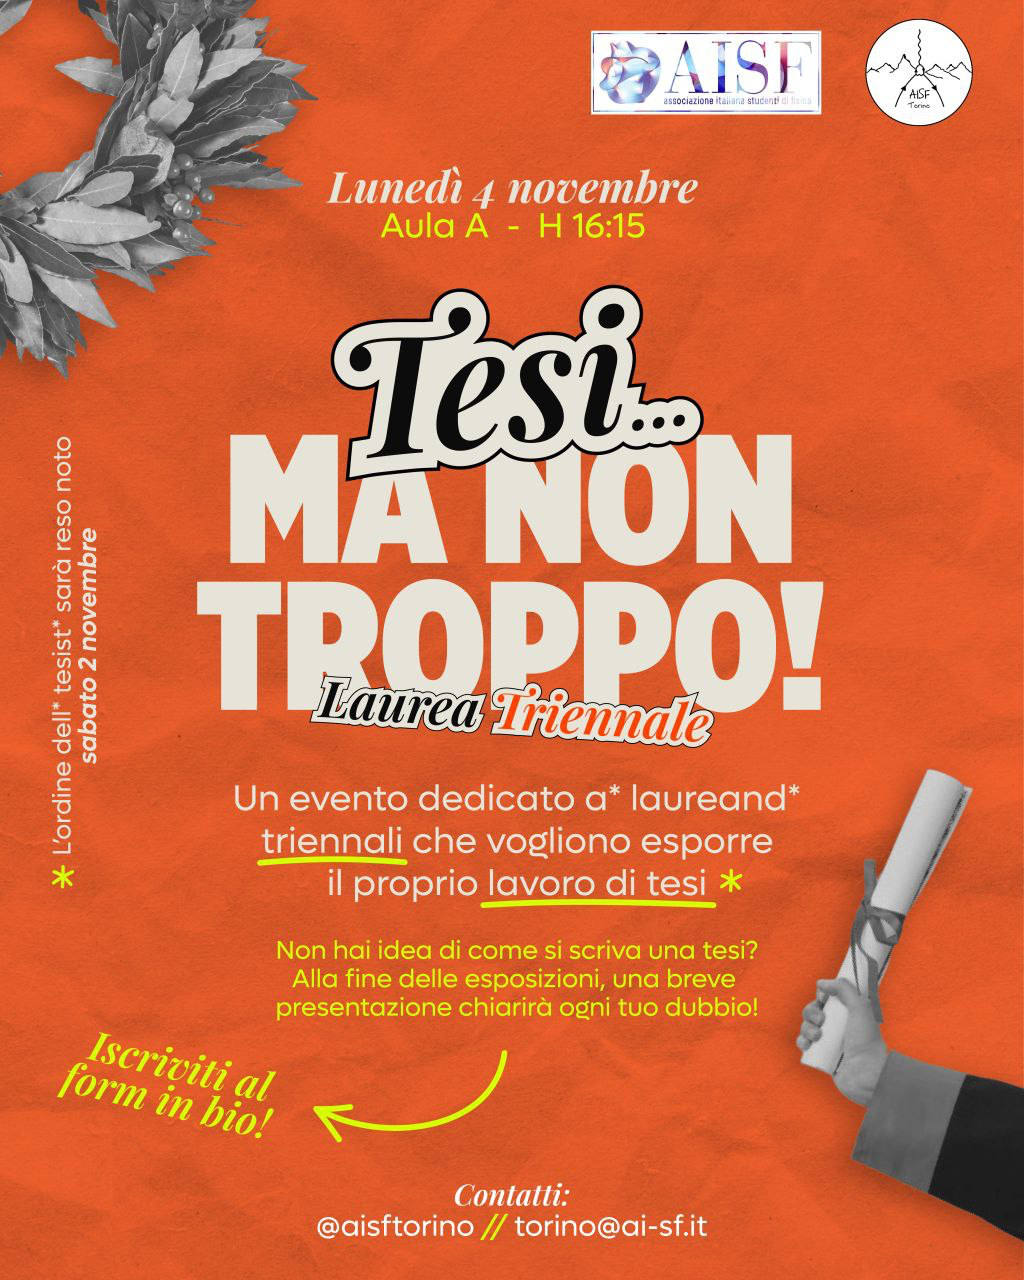 AISF
associazione italiana studenti di fisica
AISF
Torino
Lunedì 4 novembre
Aula A - H 16:15
Tesi...
MA NON
TROPPO!
Laurea Triennale
* L'ordine dell* tesist* sarà reso noto
sabato 2 novembre
Un evento dedicato a* laureand*
triennali che vogliono esporre
il proprio lavoro di tesi *
Non hai idea di come si scriva una tesi?
Alla fine delle esposizioni, una breve
presentazione chiarirà ogni tuo dubbio!
Iscriviti al
form in bio!
Contatti:
@aisftorino // torino@ai-sf.it